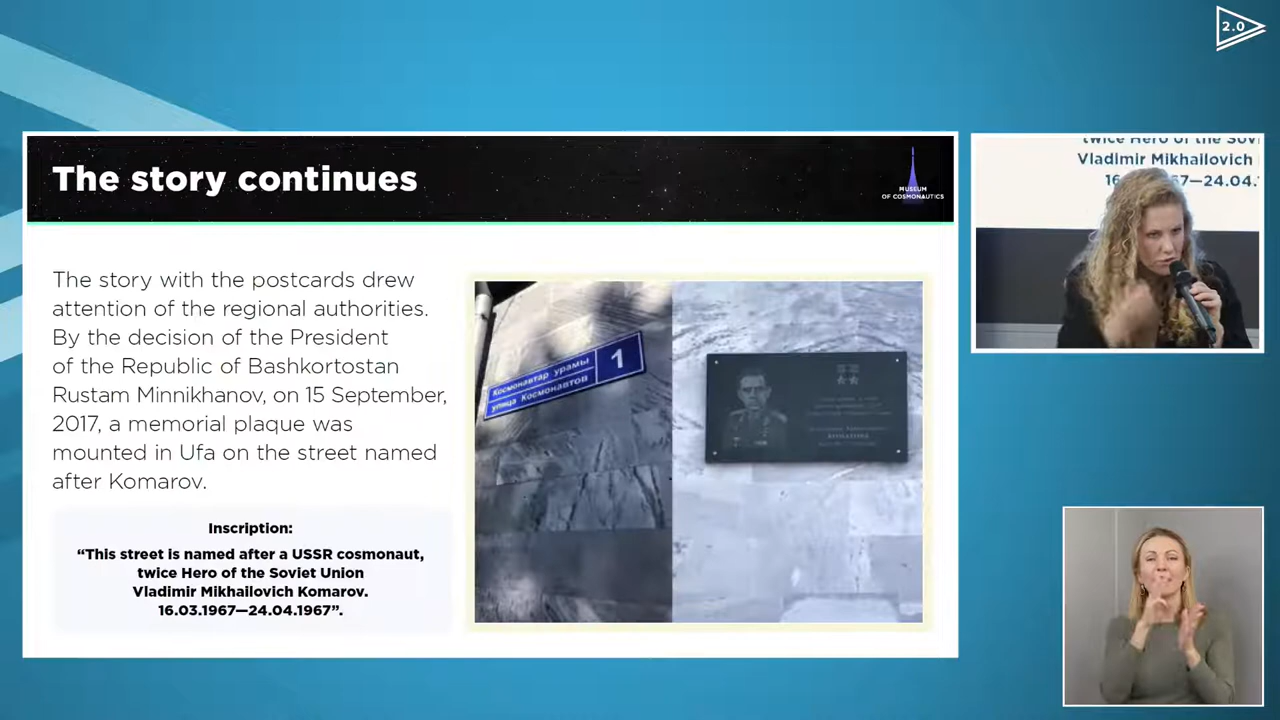 2.0
The story continues
MUSEUM
OF COSMONAUTICS
The story with the postcards drew
attention of the regional authorities.
By the decision of the President
of the Republic of Bashkortostan
Rustam Minnikhanov, on 15 September,
2017, a memorial plaque was
mounted in Ufa on the street named
after Komarov.
Inscription:
“This street is named after a USSR cosmonaut,
twice Hero of the Soviet Union
Vladimir Mikhailovich Komarov.
16.03.1967—24.04.1967”.
Космонавтар урамы
улица Космонавтов
1
twice Hero of the Sovi
Vladimir Mikhailovich
16 67—24.04.